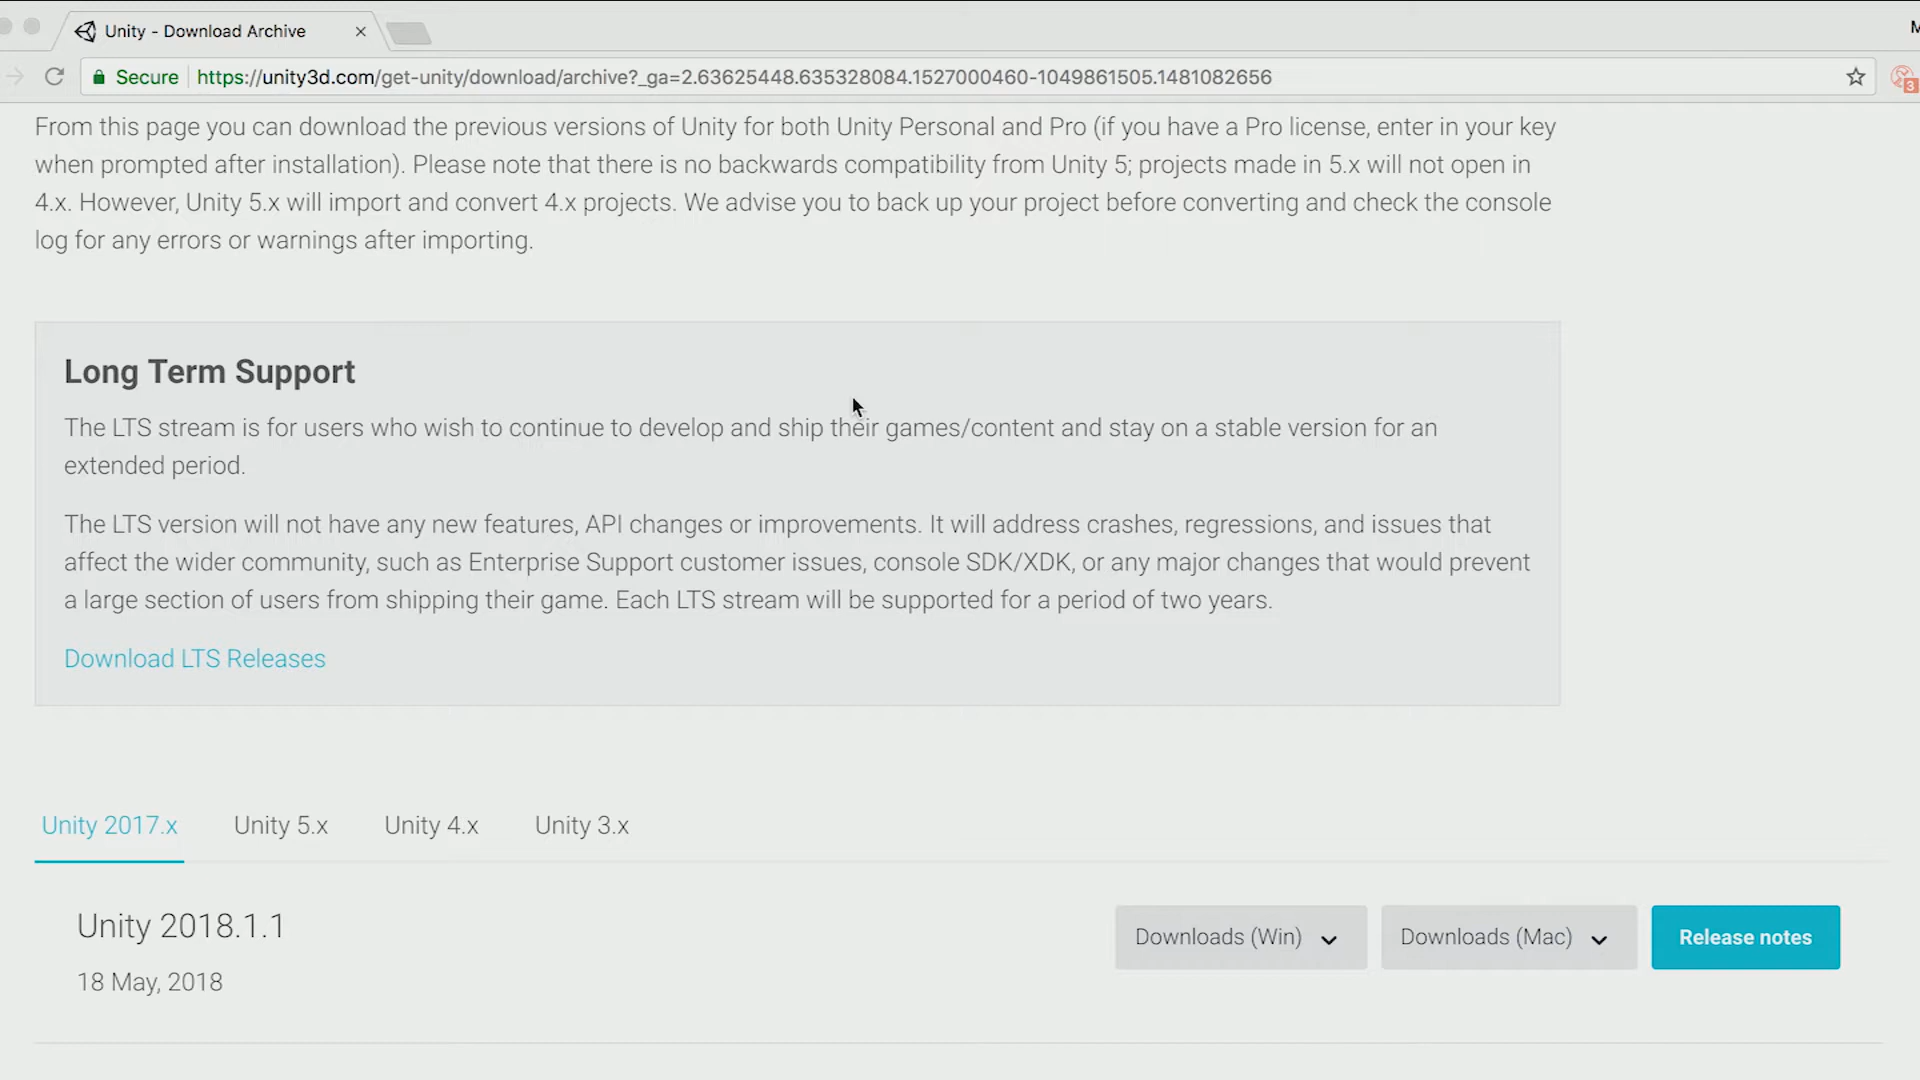 Unity - Download Archive
M
Secure https://unity3d.com/get-unity/download/archive?_ga=2.63625448.635328084.1527000460-1049861505.1481082656
3
From this page you can download the previous versions of Unity for both Unity Personal and Pro (if you have a Pro license, enter in your key
when prompted after installation). Please note that there is no backwards compatibility from Unity 5; projects made in 5.x will not open in
4.x. However, Unity 5.x will import and convert 4.x projects. We advise you to back up your project before converting and check the console
log for any errors or warnings after importing.
Long Term Support
The LTS stream is for users who wish to continue to develop and ship their games/content and stay on a stable version for an
extended period.
The LTS version will not have any new features, API changes or improvements. It will address crashes, regressions, and issues that
affect the wider community, such as Enterprise Support customer issues, console SDK/XDK, or any major changes that would prevent
a large section of users from shipping their game. Each LTS stream will be supported for a period of two years.
Download LTS Releases
Unity 2017.x Unity 5.x Unity 4.x Unity 3.x
Unity 2018.1.1
Downloads (Win) Downloads (Mac) Release notes
18 May, 2018